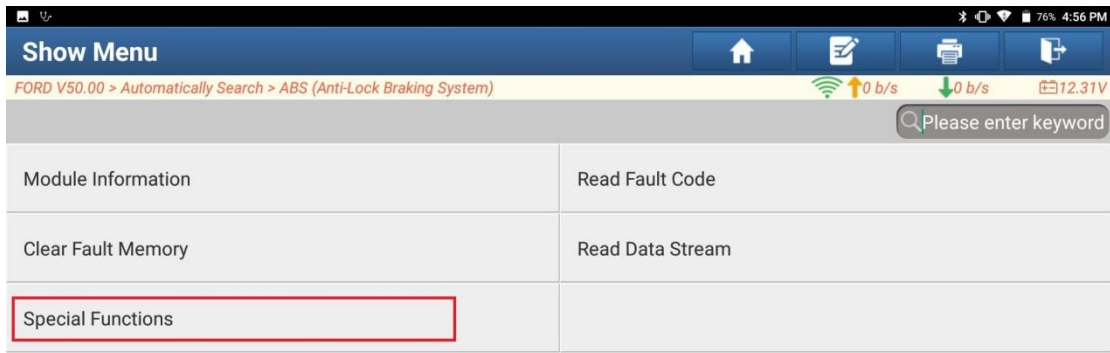 76% 4:56 PM
Show Menu
FORD V50.00 > Automatically Search > ABS (Anti-Lock Braking System)
0 b/s
0 b/s
12.31V
Please enter keyword
Module Information
Read Fault Code
Clear Fault Memory
Read Data Stream
Special Functions